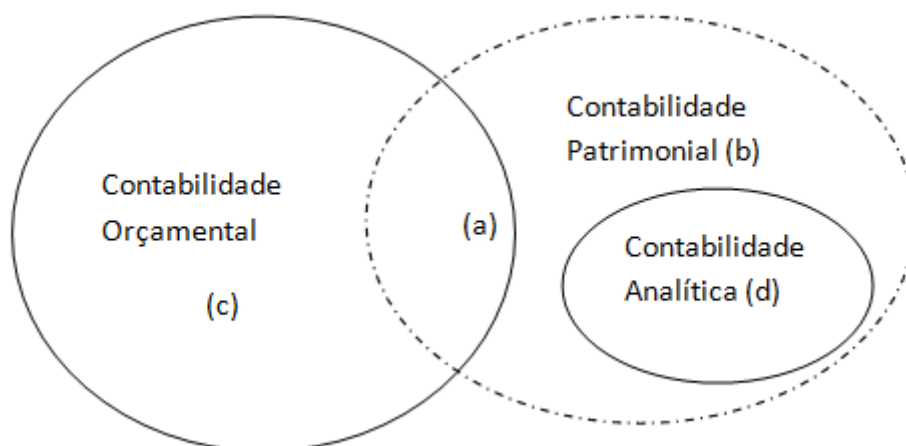 Contabilidade
Orçamental
(c)
(a)
Contabilidade
Patrimonial (b)
Contabilidade
Analítica (d)